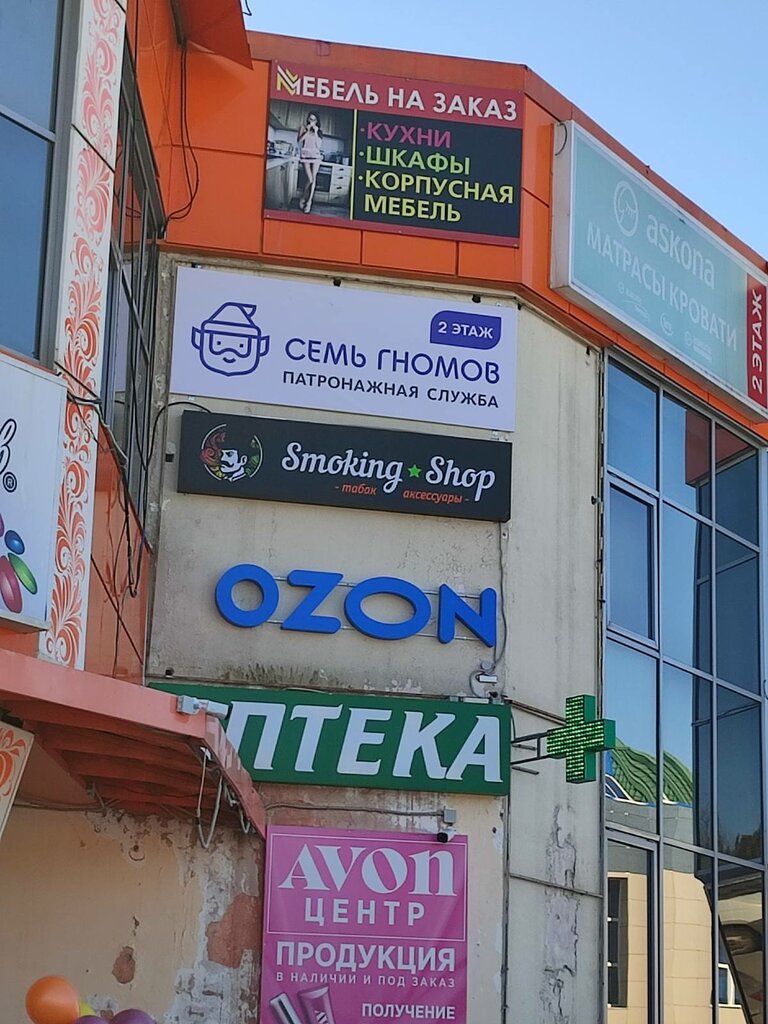 МЕБЕЛЬ НА ЗАКАЗ
·КУХНИ
·ШКАФЫ
·КОРПУСНАЯ
МЕБЕЛЬ
askona
МАТРАСЫ КРОВАТИ
2 ЭТАЖ
2 ЭТАЖ
СЕМЬ ГНОМОВ
ПАТРОНАЖНАЯ СЛУЖБА
Smoking Shop
- табак аксессуары -
OZON
ПТЕКА
AVON
ЦЕНТР
ПРОДУКЦИЯ
В НАЛИЧИИ И ПОД ЗАКАЗ
ПОЛУЧЕНИЕ